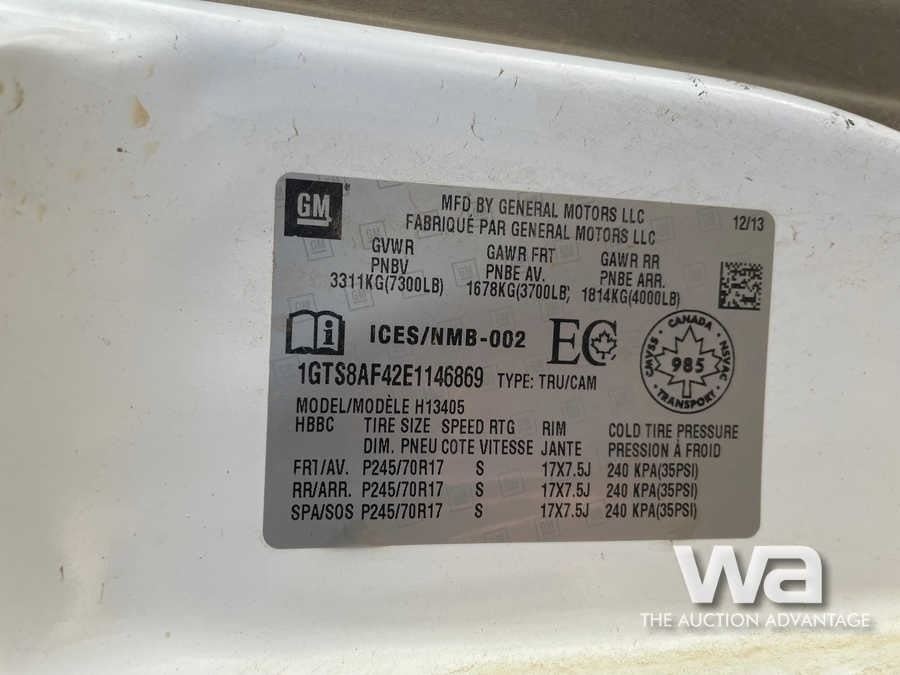 GM
MFD BY GENERAL MOTORS LLC
FABRIQUÉ PAR GENERAL MOTORS LLC
12/13
GVWR GAWR FRT GAWR RR
PNBV PNBE AV. PNBE ARR.
3311KG(7300LB) 1678KG(3700LB) 1814KG(4000LB)
i ICES/NMB-002 EC
CANADA
CMVSS 985 NSVAC
TRANSPORT
1GTS8AF42E1146869 TYPE: TRU/CAM
MODEL/MODÈLE H13405
HBBC TIRE SIZE SPEED RTG RIM COLD TIRE PRESSURE
DIM. PNEU COTE VITESSE JANTE PRESSION À FROID
FRT/AV. P245/70R17 S 17X7.5J 240 KPA(35PSI)
RR/ARR. P245/70R17 S 17X7.5J 240 KPA(35PSI)
SPA/SOS P245/70R17 S 17X7.5J 240 KPA(35PSI)
wa
THE AUCTION ADVANTAGE